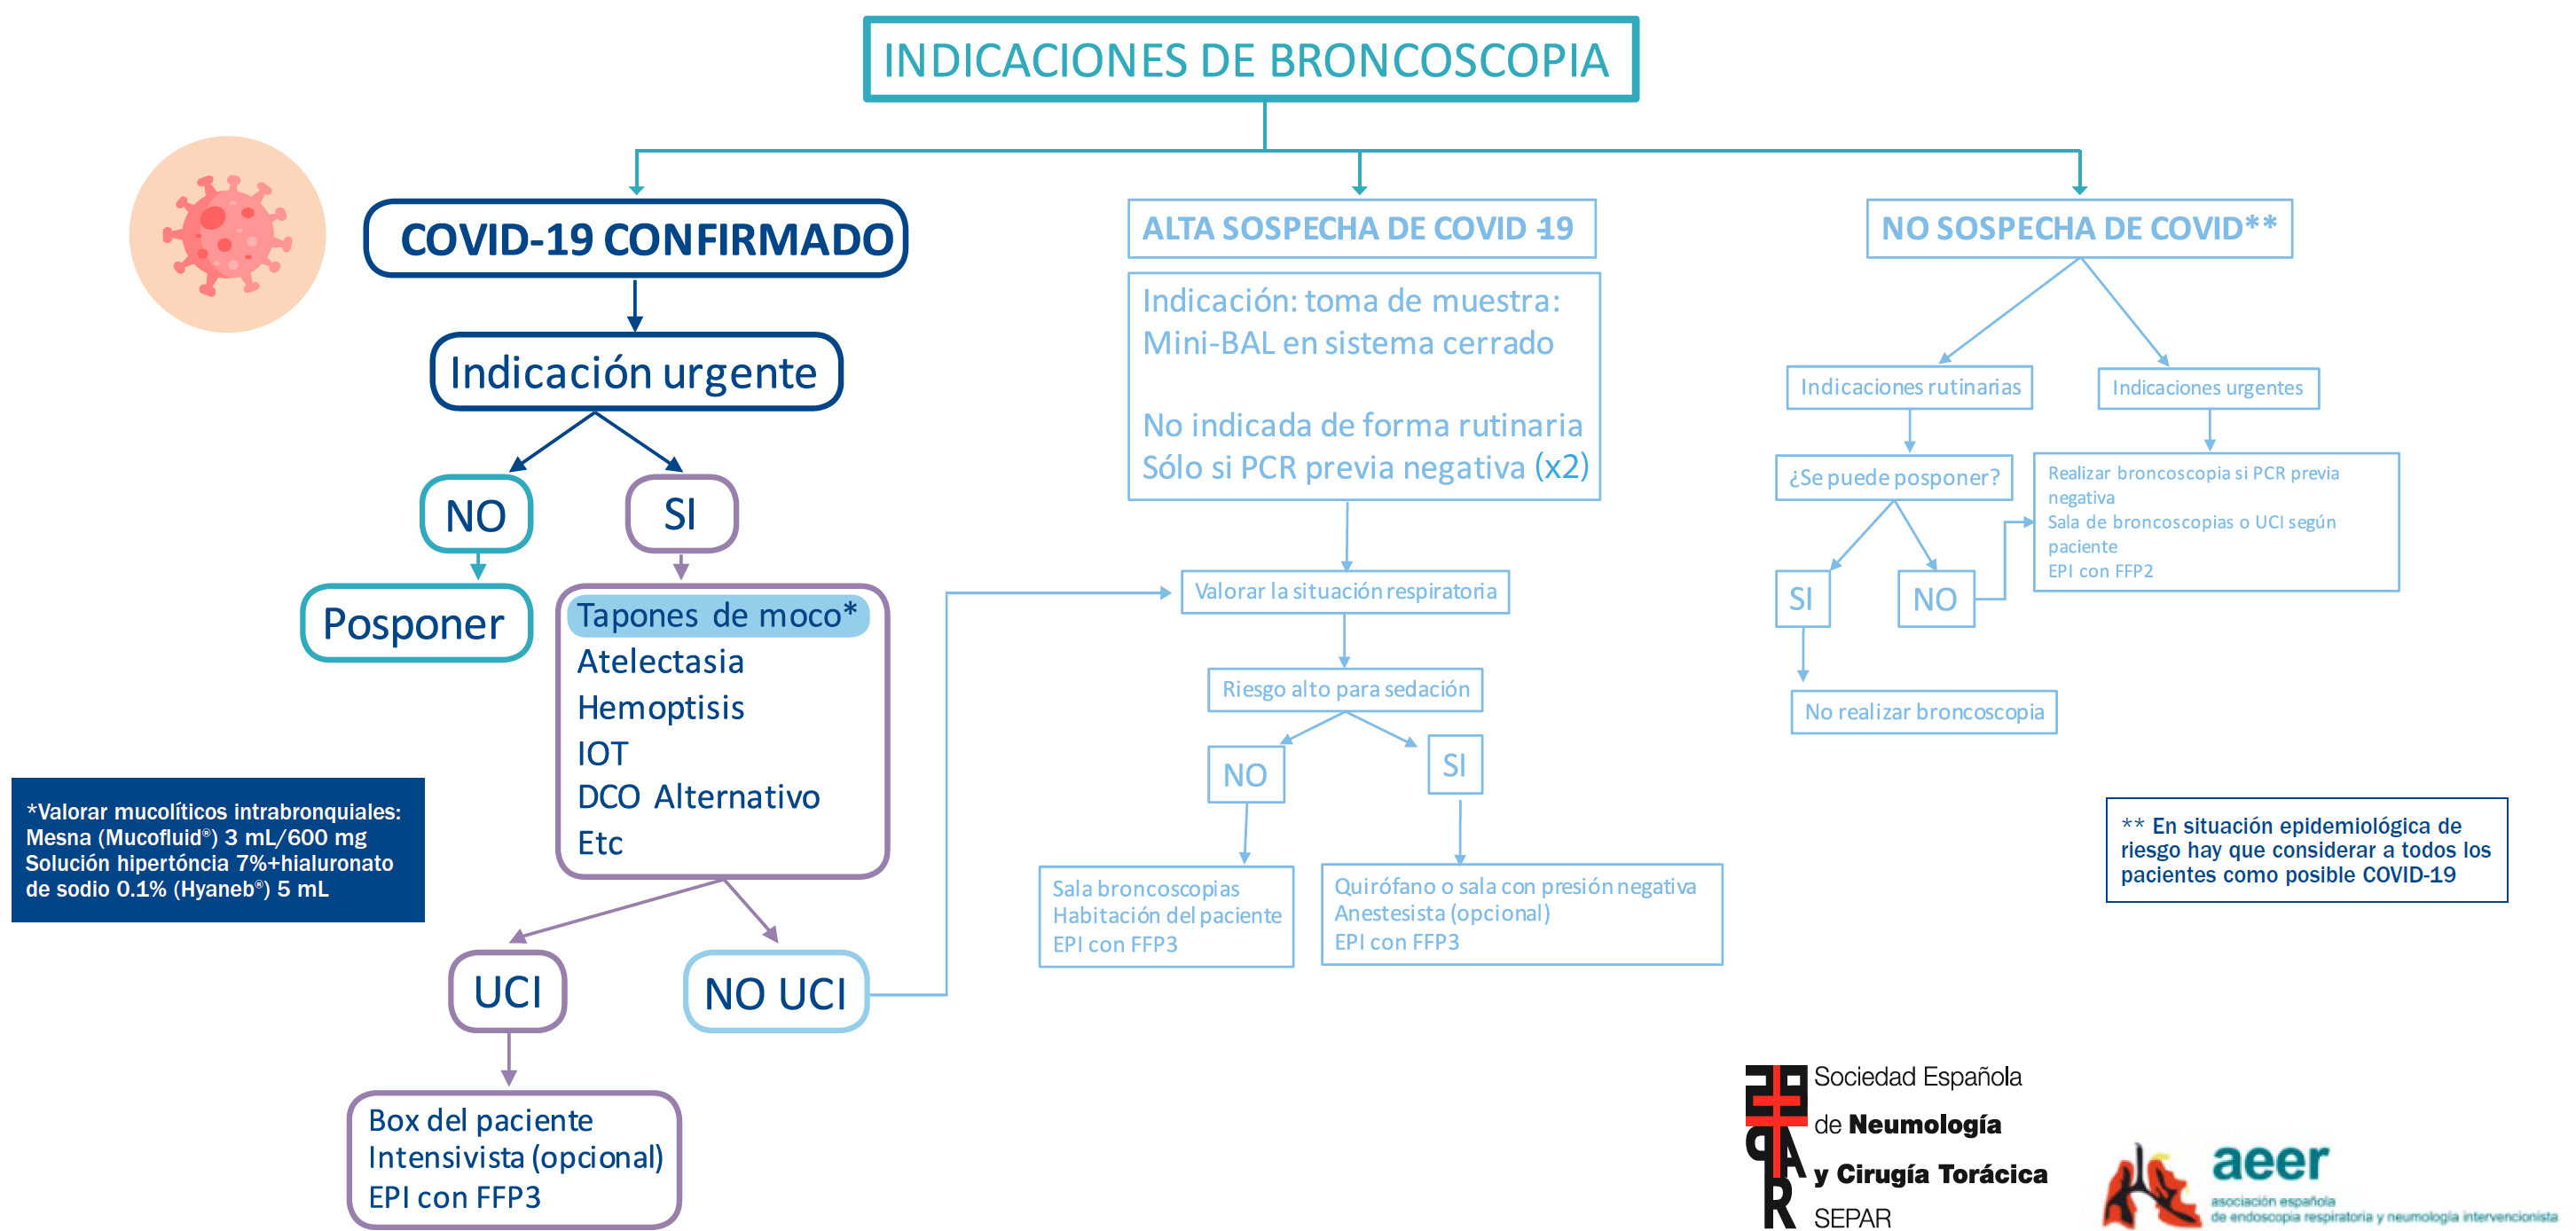 INDICACIONES DE BRONCOSCOPIA
COVID-19 CONFIRMADO
Indicación urgente
NO
SI
Posponer
Tapones de moco*
Atelectasia
Hemoptisis
IOT
DCO Alternativo
Etc
*Valorar mucolíticos intrabronquiales:
Mesna (Mucofluid®) 3 mL/600 mg
Solución hipertóncia 7%+hialuronato
de sodio 0.1% (Hyaneb®) 5 mL
UCI
NO UCI
Box del paciente
Intensivista (opcional)
EPI con FFP3
ALTA SOSPECHA DE COVID -19
Indicación: toma de muestra:
Mini-BAL en sistema cerrado
No indicada de forma rutinaria
Sólo si PCR previa negativa (x2)
Valorar la situación respiratoria
Riesgo alto para sedación
NO
SI
Sala broncoscopias
Habitación del paciente
EPI con FFP3
Quirófano o sala con presión negativa
Anestesista (opcional)
EPI con FFP3
NO SOSPECHA DE COVID**
Indicaciones rutinarias
Indicaciones urgentes
¿Se puede posponer?
Realizar broncoscopia si PCR previa
negativa
Sala de broncoscopias o UCI según
paciente
EPI con FFP2
SI
NO
No realizar broncoscopia
** En situación epidemiológica de
riesgo hay que considerar a todos los
pacientes como posible COVID-19
SEPAR
Sociedad Española
de Neumología
y Cirugía Torácica
SEPAR
aeer
asociación española
de endoscopia respiratoria y neumología intervencionista